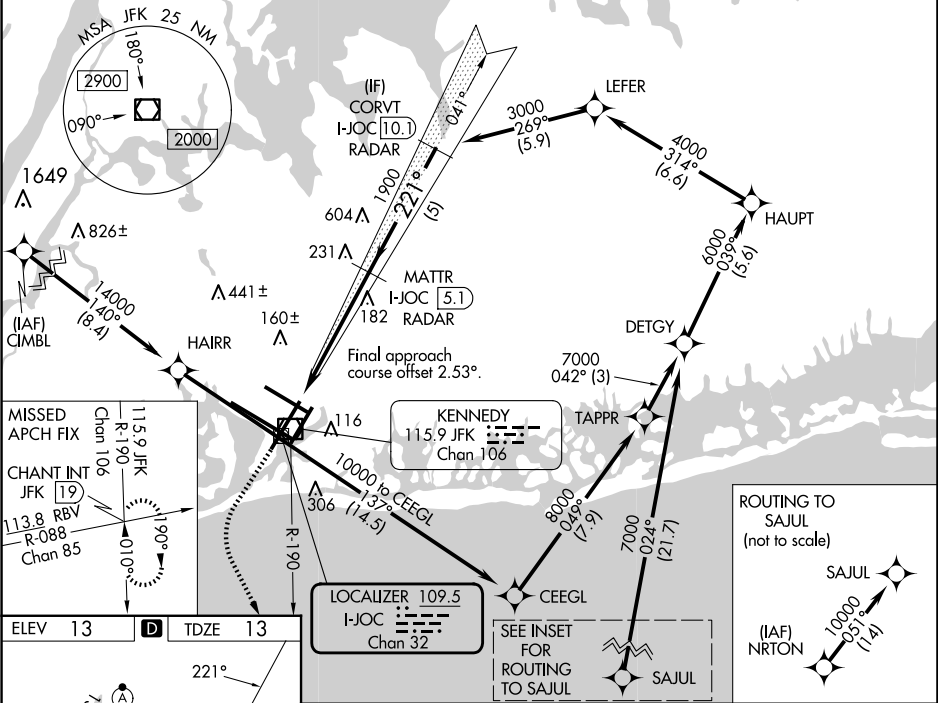 MSA JFK 25 NM
180°
2900
090°
2000
1649
826±
(IAF)
CIMBL
14000
140°
(8.4)
HAIRR
441±
160±
604
231
182
(IF)
CORVT
I-JOC 10.1
RADAR
041°
1900
221°
(5)
MATTR
I-JOC 5.1
RADAR
Final approach
course offset 2.53°.
3000
269°
(5.9)
LEFER
4000
314°
(6.6)
HAUPT
6000
039°
(5.6)
DETGY
7000
042° (3)
TAPPR
8000
049°
(7.9)
7000
024°
(21.7)
116
KENNEDY
115.9 JFK
Chan 106
306
10000 to CEEGL
137°
(14.5)
CEEGL
R-190
LOCALIZER 109.5
I-JOC
Chan 32
SEE INSET
FOR
ROUTING
TO SAJUL
SAJUL
ROUTING TO
SAJUL
(not to scale)
SAJUL
10000
051°
(14)
(IAF)
NRTON
MISSED
APCH FIX
115.9 JFK
R-190
Chan 106
CHANT INT
JFK 19
113.8 RBV
R-088
Chan 85
190°
010°
ELEV 13 D TDZE 13
221°
A